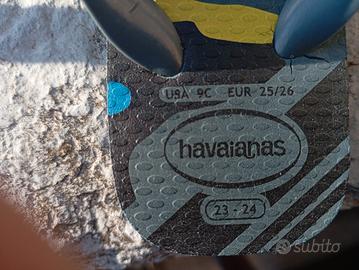 USA 9C EUR 25/26
havaianas
23 - 24
subito